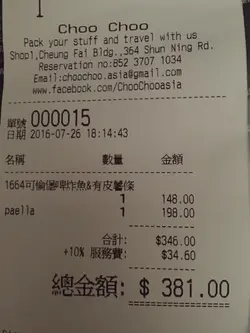 Choo Choo
Pack your stuff and travel with us
Shop1,Cheung Fai Bldg.,364 Shun Ning Rd.
Reservation no:852 3707 1034
Email:choochoo.asia@gmail.com
www.facebook.com/ChooChooasia
單號 000015
日期 2016-07-26 18:14:43
名稱 數量 金額
1664可倫堡啤炸魚&有皮薯條
1 148.00
paella 1 198.00
合計: $346.00
+10% 服務費: $34.60
總金額: $ 381.00